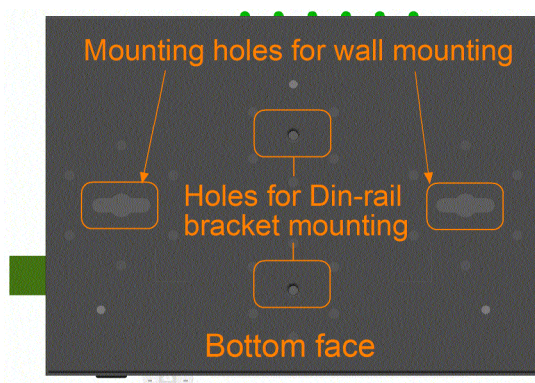 Mounting holes for wall mounting
Holes for Din-rail
bracket mounting
Bottom face